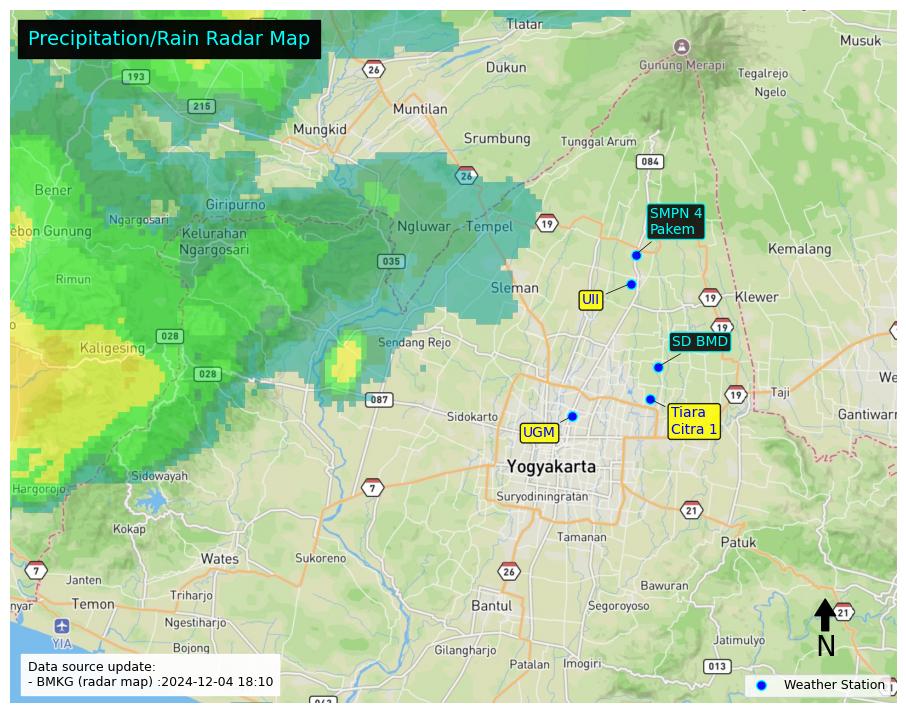 Precipitation/Rain Radar Map
Tlatar
Musuk
193
26
Dukun
Gunung Merapi
Tegalrejo
Ngelo
215
Muntilan
Mungkid
Srumbung
Tunggal Arum
084
26
Bener
Giripurno
SMPN 4
Pakem
Ngargosari
Ngluwar
Tempel
19
ebon Gunung
Kelurahan
Ngargosari
Kemalang
035
Rimun
Sleman
UII
19
Klewer
19
028
Sendang Rejo
SD BMD
Kaligesing
028
We
087
19
Taji
Sidokarto
Tiara
Citra 1
Gantiwarn
UGM
Yogyakarta
Sidowayah
Hargorojo
7
Suryodiningratan
21
Kokap
Tamanan
Patuk
Wates
Sukoreno
7
26
Janten
Bawuran
Triharjo
nyar
Temon
Bantul
Segoroyoso
21
Ngestiharjo
YIA
N
Jatimulyo
Bojong
Gilangharjo
Patalan
Imogiri
013
Data source update:
- BMKG (radar map) :2024-12-04 18:10
Weather Station